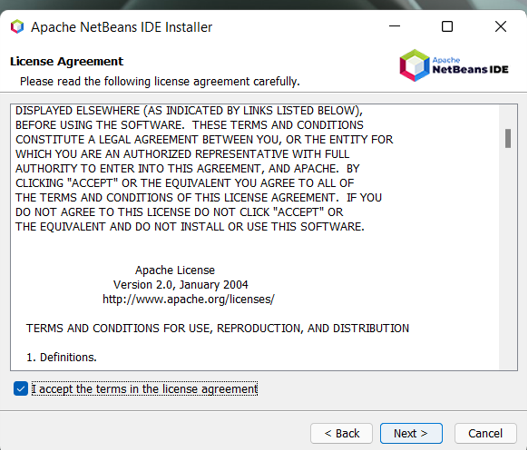 Apache NetBeans IDE Installer
License Agreement
Please read the following license agreement carefully.
Apache
NetBeans IDE
DISPLAYED ELSEWHERE (AS INDICATED BY LINKS LISTED BELOW),
BEFORE USING THE SOFTWARE.  THESE TERMS AND CONDITIONS
CONSTITUTE A LEGAL AGREEMENT BETWEEN YOU, OR THE ENTITY FOR
WHICH YOU ARE AN AUTHORIZED REPRESENTATIVE WITH FULL
AUTHORITY TO ENTER INTO THIS AGREEMENT, AND APACHE.  BY
CLICKING "ACCEPT" OR THE EQUIVALENT YOU AGREE TO ALL OF
THE TERMS AND CONDITIONS OF THIS LICENSE AGREEMENT.  IF YOU
DO NOT AGREE TO THIS LICENSE DO NOT CLICK "ACCEPT" OR
THE EQUIVALENT AND DO NOT INSTALL OR USE THIS SOFTWARE.
Apache License
Version 2.0, January 2004
http://www.apache.org/licenses/
TERMS AND CONDITIONS FOR USE, REPRODUCTION, AND DISTRIBUTION
1. Definitions.
I accept the terms in the license agreement
< Back
Next >
Cancel